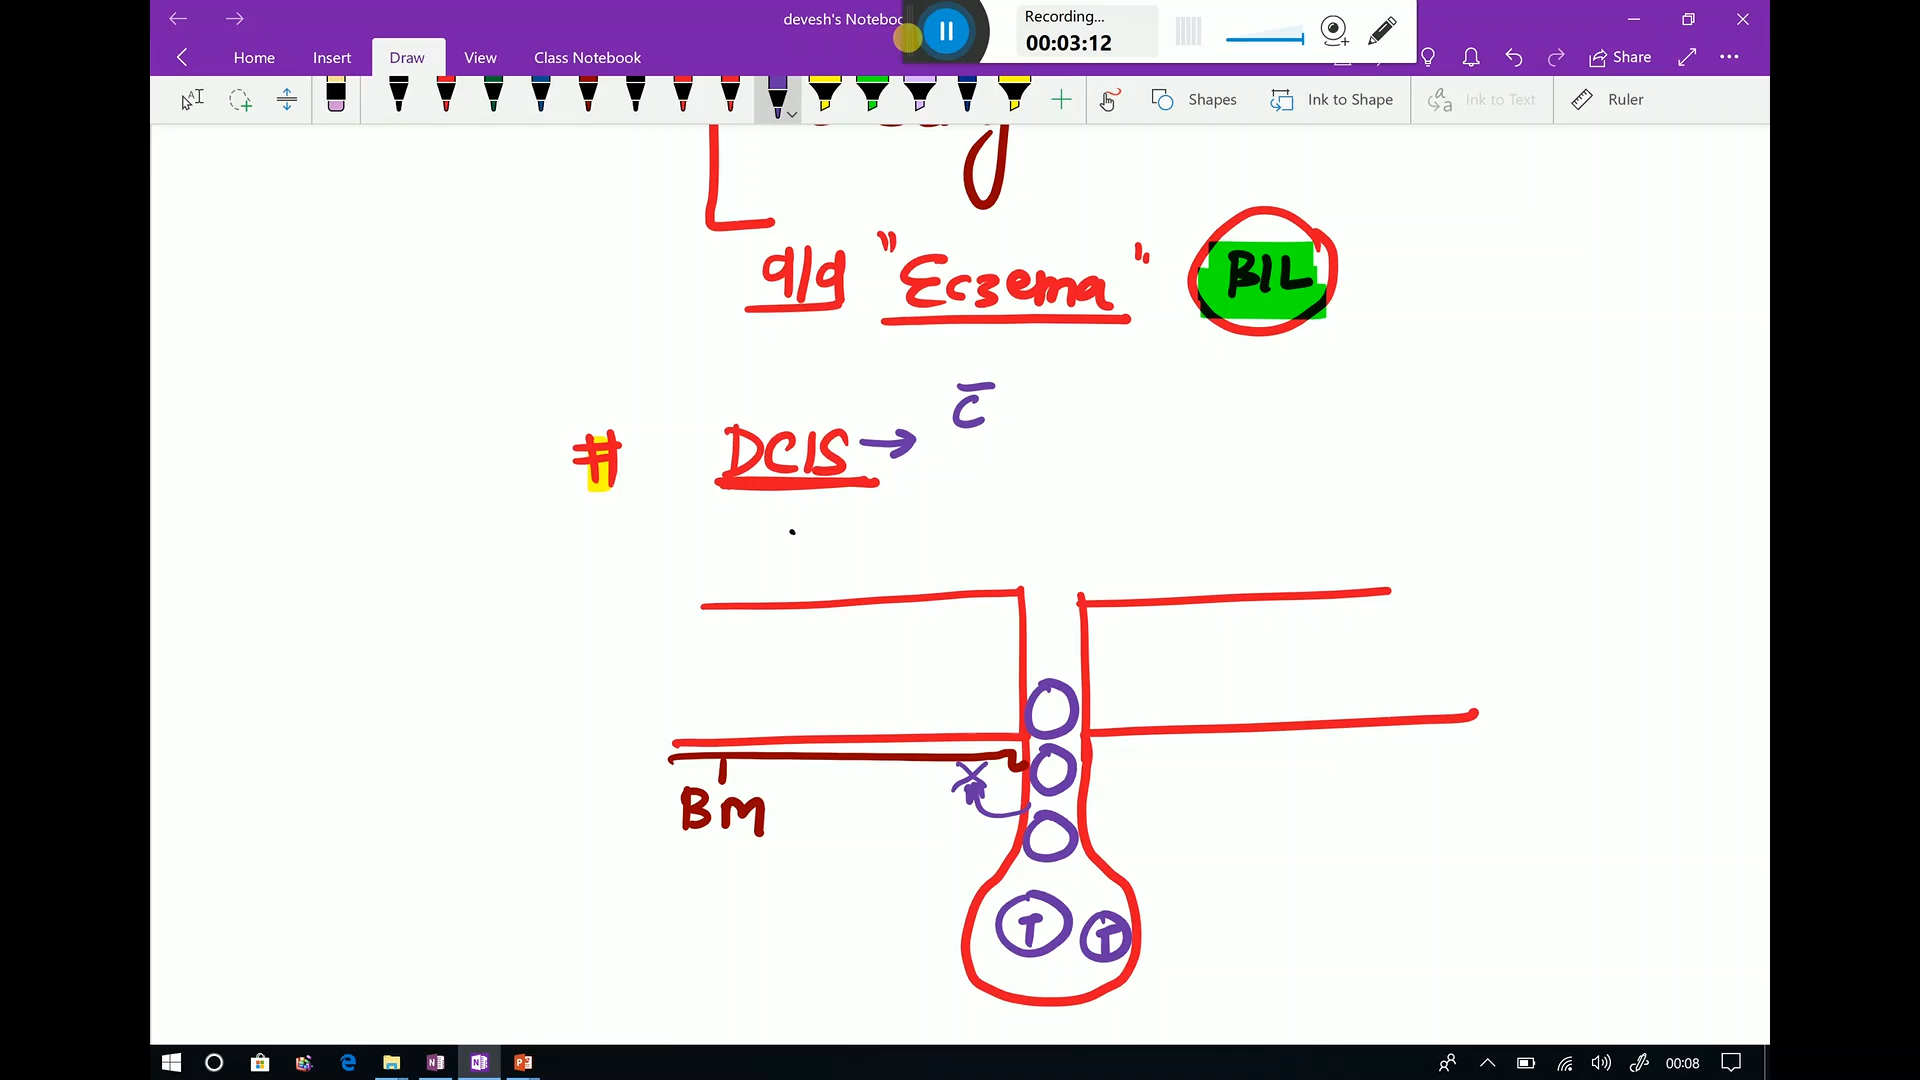 devesh's Notebo
Recording...
00:03:12
Home Insert Draw View Class Notebook
Share
Shapes Ink to Shape Ink to Text Ruler
"Eczema" BIL
c̄
# DCIS →
BM
T T
00:08